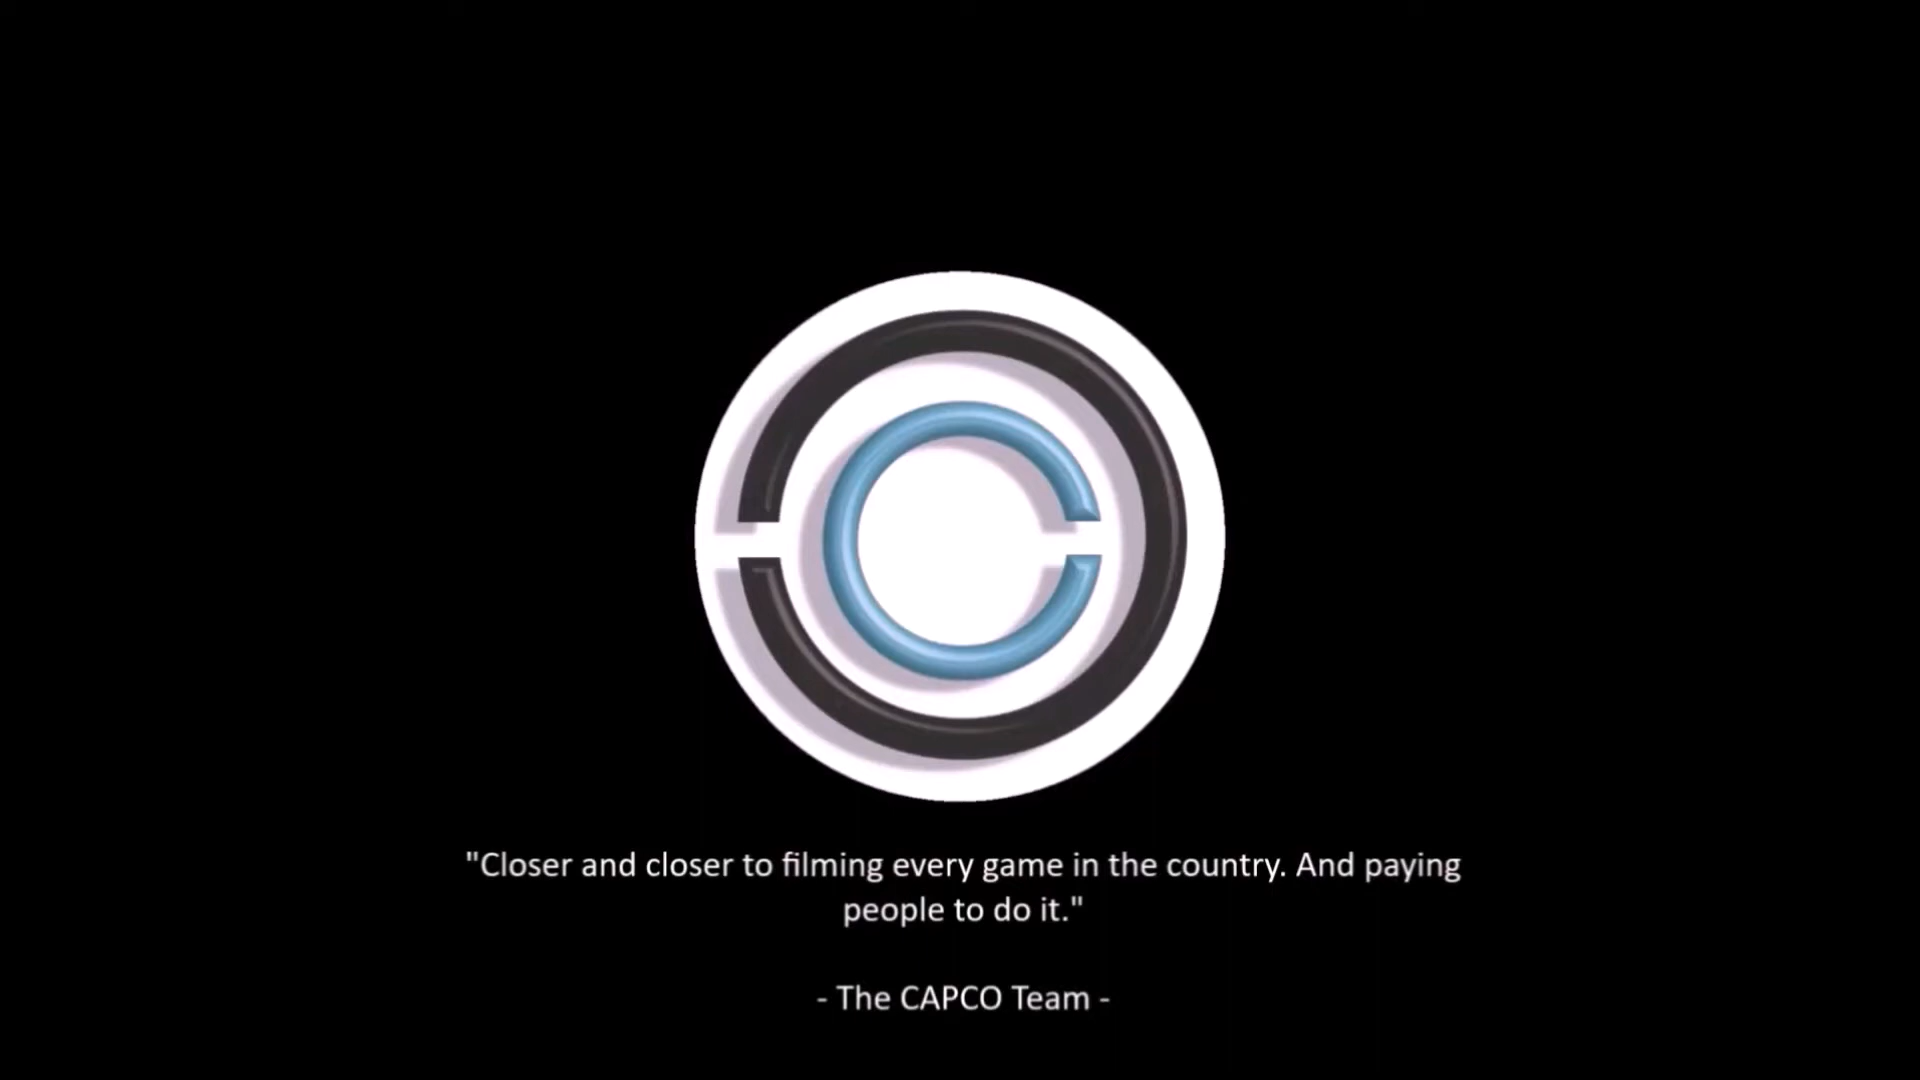 "Closer and closer to filming every game in the country. And paying
people to do it."
- The CAPCO Team -